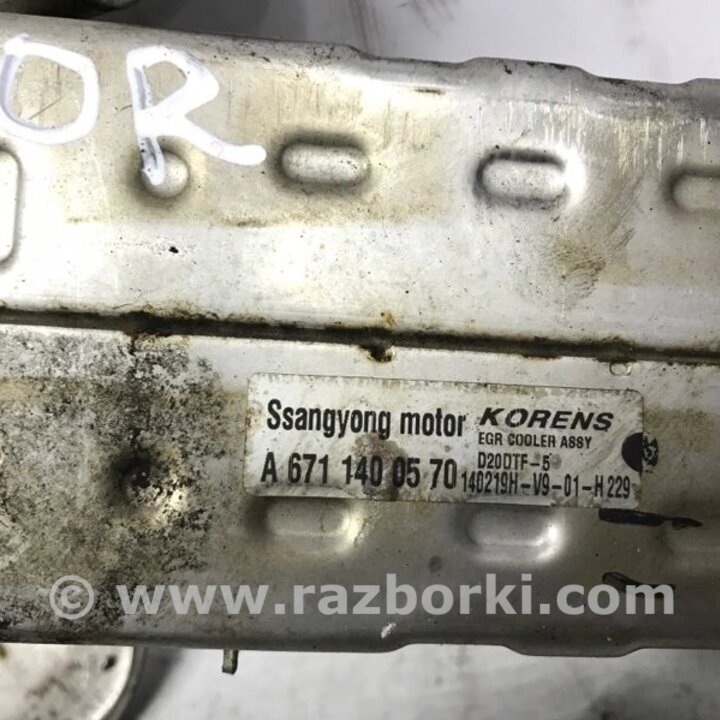 OR
Ssangyong motor KORENS
EGR COOLER ASSY
D20DTF-5
A 671 140 05 70 140219H-V9-01-H 229
© www.razborki.com